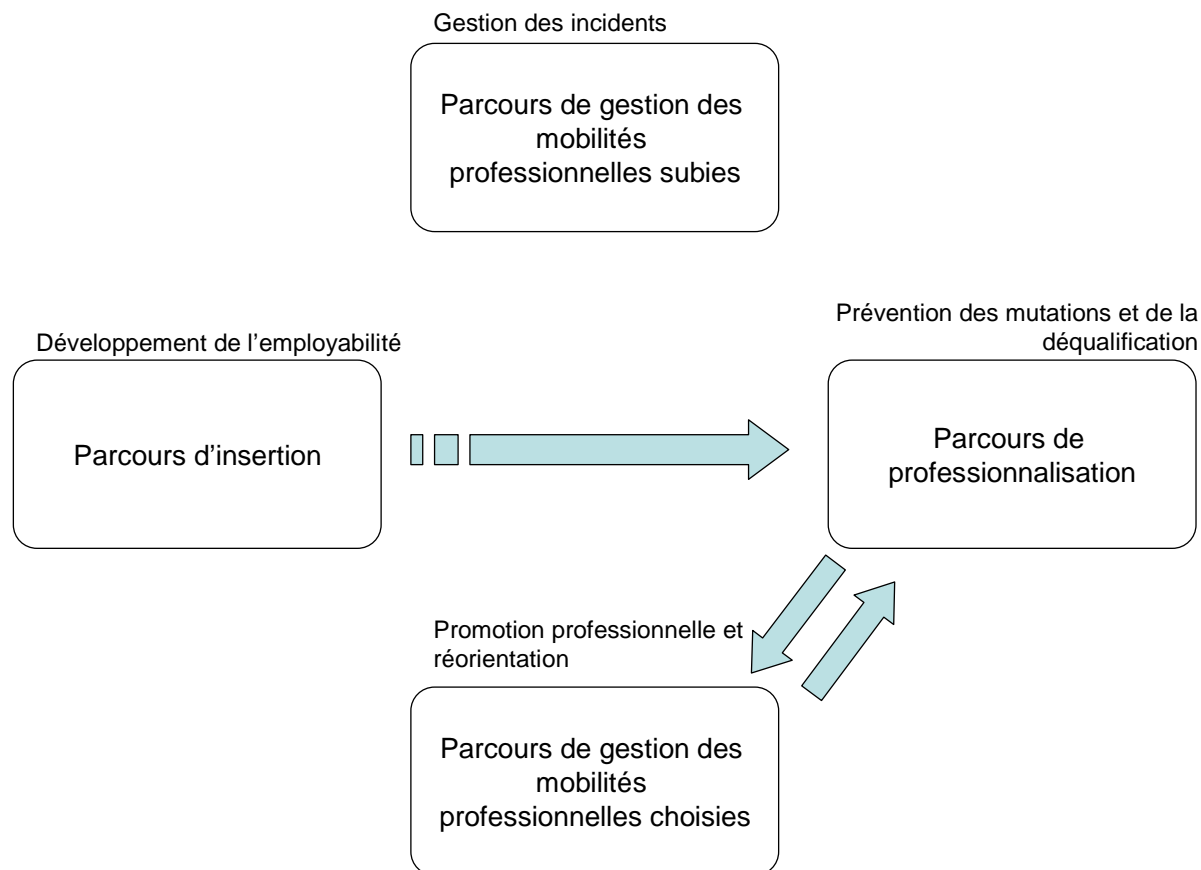 Gestion des incidents
Parcours de gestion des
mobilités
professionnelles subies
Développement de l’employabilité
Parcours d’insertion
Prévention des mutations et de la
déqualification
Parcours de
professionnalisation
Promotion professionnelle et
réorientation
Parcours de gestion des
mobilités
professionnelles choisies